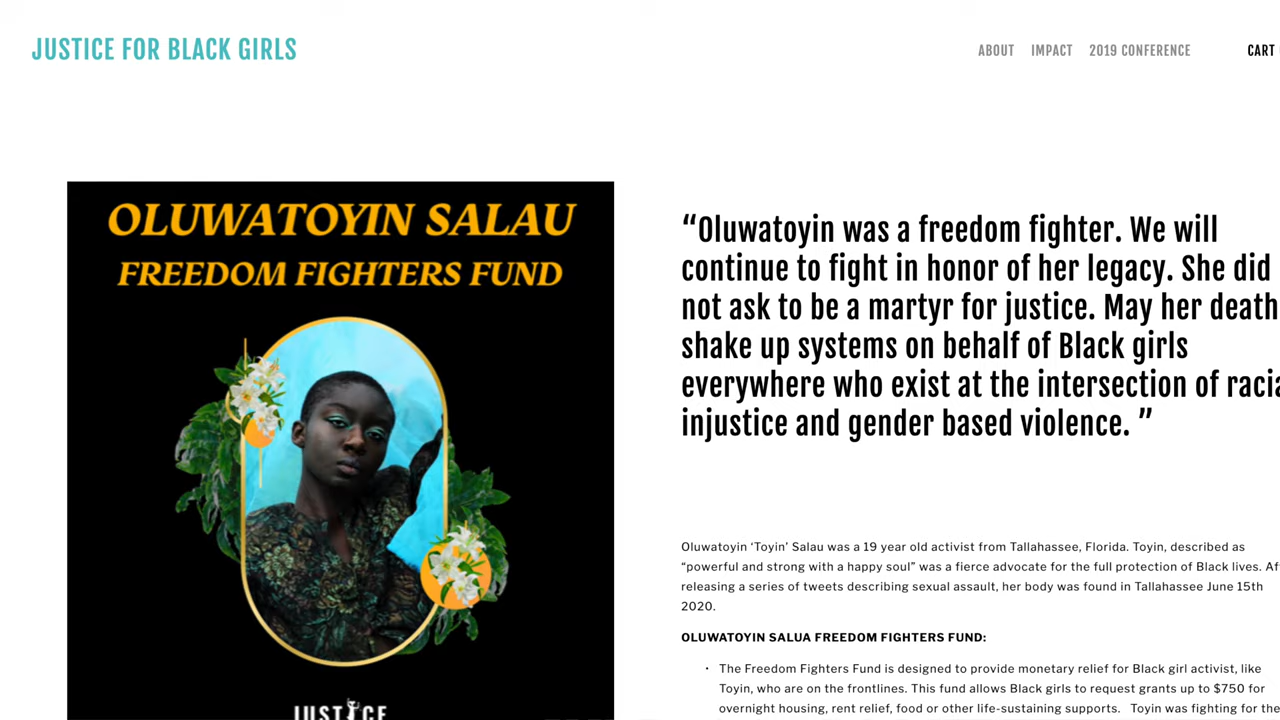 JUSTICE FOR BLACK GIRLS
ABOUT IMPACT 2019 CONFERENCE CART
OLUWATOYIN SALAU
FREEDOM FIGHTERS FUND
JUSTICE
“Oluwatoyin was a freedom fighter. We will
continue to fight in honor of her legacy. She did
not ask to be a martyr for justice. May her death
shake up systems on behalf of Black girls
everywhere who exist at the intersection of
injustice and gender based violence. ”
Oluwatoyin ‘Toyin’ Salau was a 19 year old activist from Tallahassee, Florida. Toyin, described as
“powerful and strong with a happy soul” was a fierce advocate for the full protection of Black lives.
releasing a series of tweets describing sexual assault, her body was found in Tallahassee June 15th
2020.
OLUWATOYIN SALUA FREEDOM FIGHTERS FUND:
• The Freedom Fighters Fund is designed to provide monetary relief for Black girl activist, like
Toyin, who are on the frontlines. This fund allows Black girls to request grants up to $750 for
overnight housing, rent relief, food or other life-sustaining supports. Toyin was fighting for the